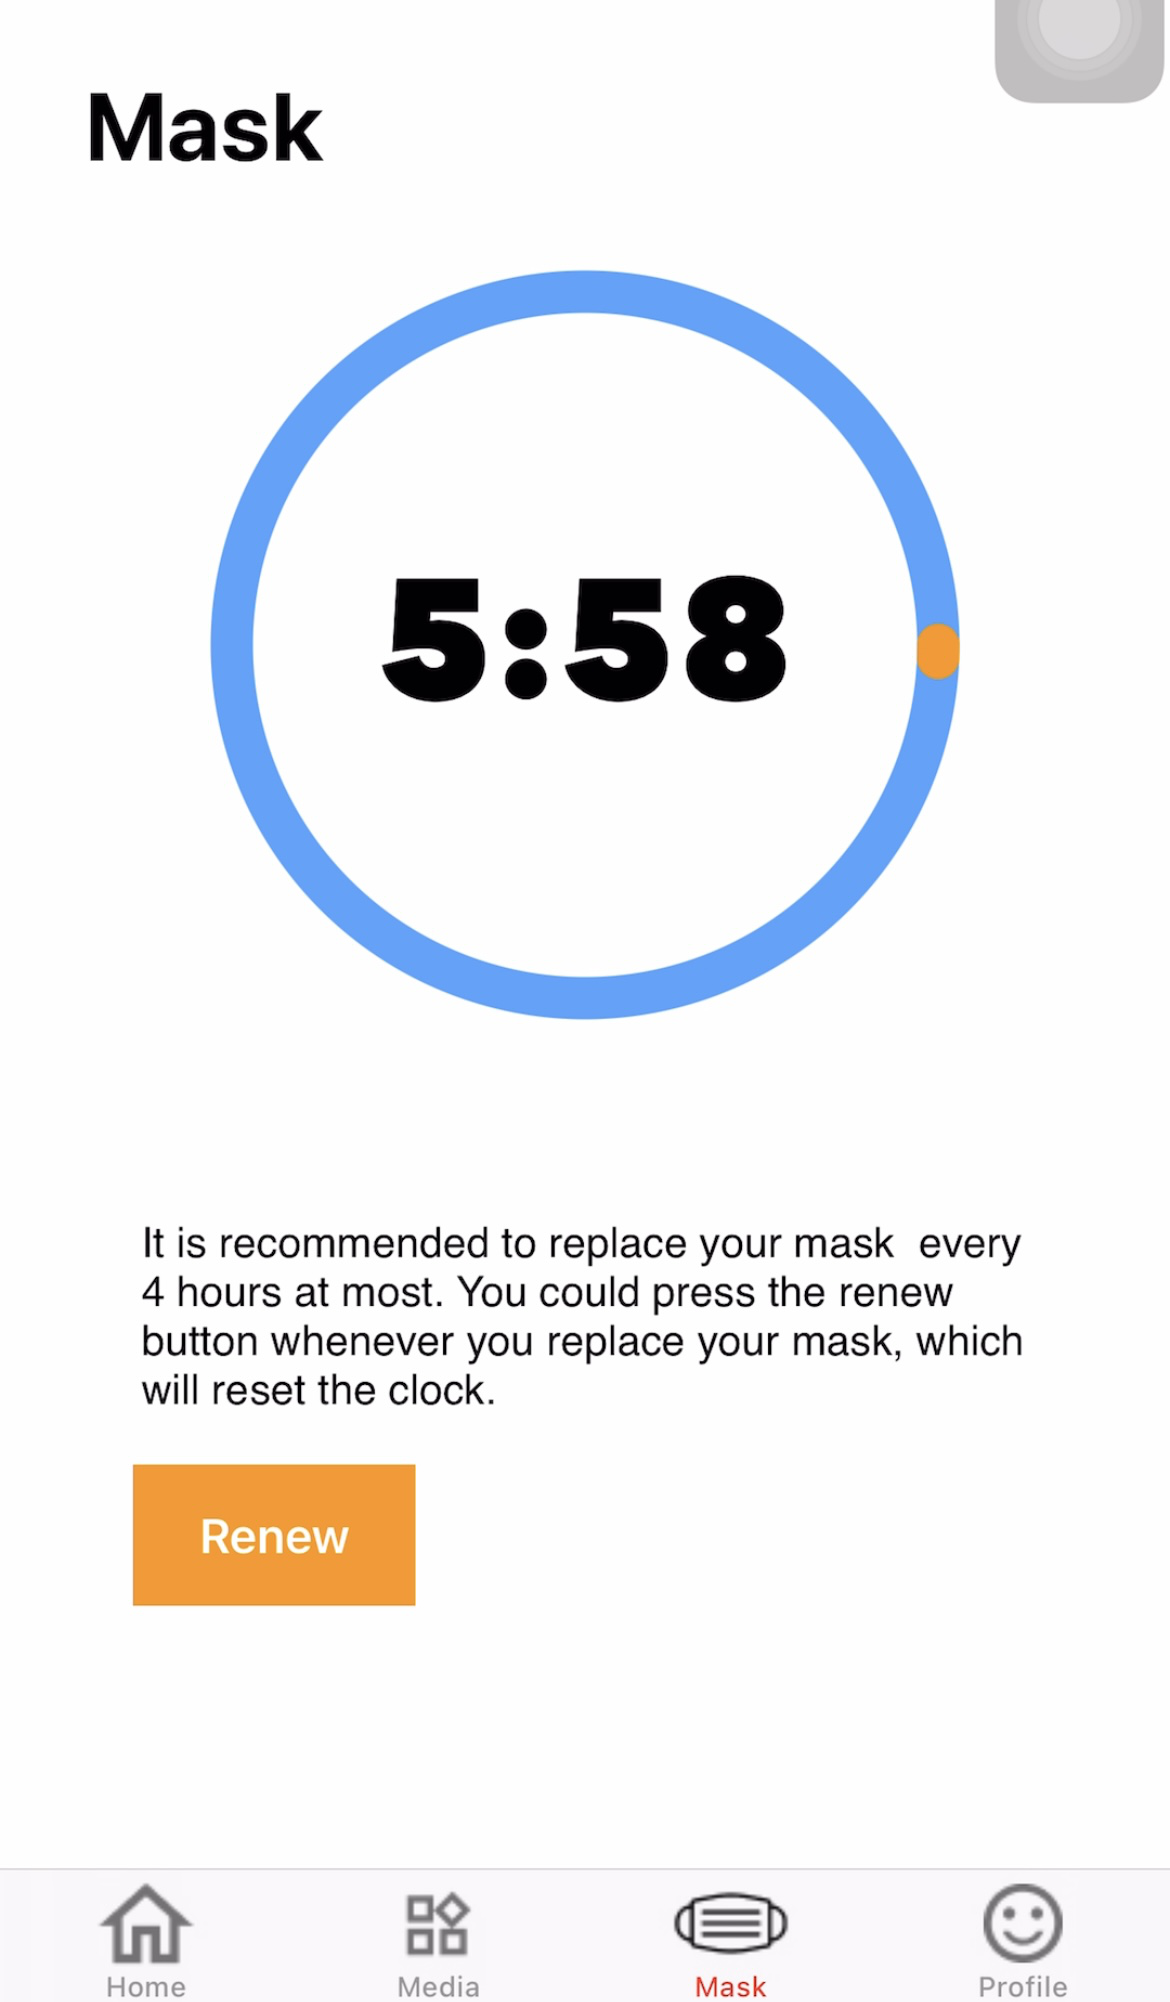 Mask
5:58
It is recommended to replace your mask  every
4 hours at most. You could press the renew
button whenever you replace your mask, which
will reset the clock.
Renew
Home
Media
Mask
Profile